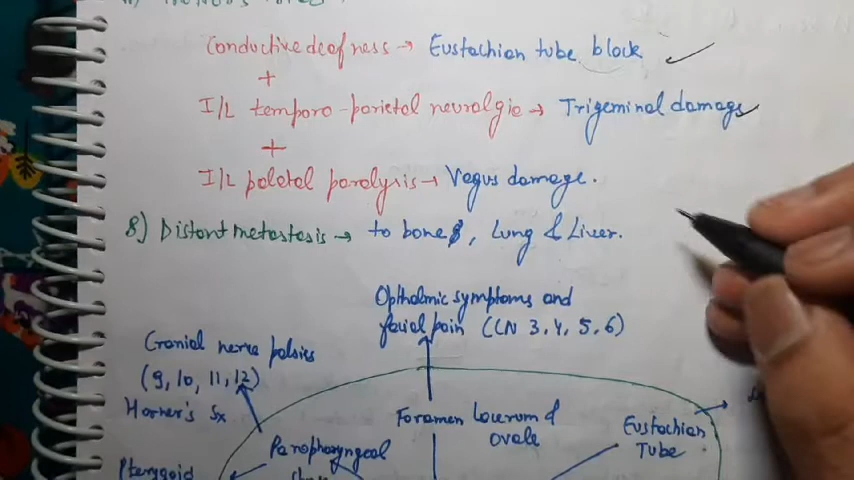 Conductive deafness → Eustachian tube block
+
I/L temporo-parietal neuralgia → Trigeminal damage
+
I/L palatal paralysis → Vagus damage.
8) Distant metastasis → to bones, Lung & Liver.
Opthalmic symptoms and
facial pain (CN 3, 4, 5, 6)
Cranial nerve palsies
(9, 10, 11, 12)
Horner's Sx
Foramen Lacerum &
ovale
Eustachian
Tube
Parapharyngeal
Pterygoid